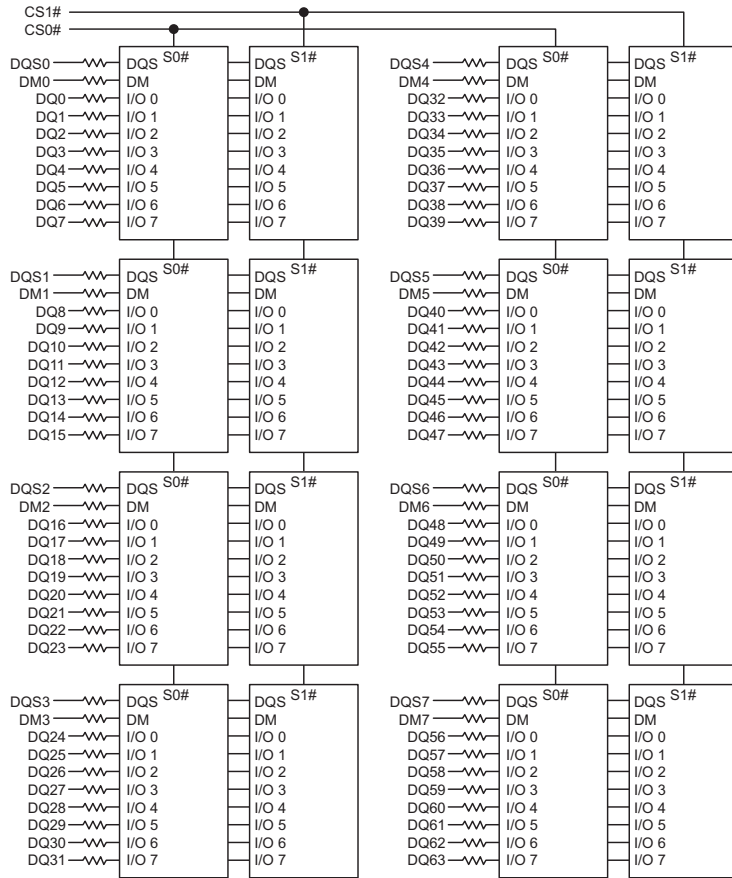 CS1#
CS0#
S0# S1# S0# S1#
DQS0 DQS DQS DQS4 DQS DQS
DM0 DM DM DM4 DM DM
DQ0 I/O 0 I/O 0 DQ32 I/O 0 I/O 0
DQ1 I/O 1 I/O 1 DQ33 I/O 1 I/O 1
DQ2 I/O 2 I/O 2 DQ34 I/O 2 I/O 2
DQ3 I/O 3 I/O 3 DQ35 I/O 3 I/O 3
DQ4 I/O 4 I/O 4 DQ36 I/O 4 I/O 4
DQ5 I/O 5 I/O 5 DQ37 I/O 5 I/O 5
DQ6 I/O 6 I/O 6 DQ38 I/O 6 I/O 6
DQ7 I/O 7 I/O 7 DQ39 I/O 7 I/O 7
S0# S1# S0# S1#
DQS1 DQS DQS DQS5 DQS DQS
DM1 DM DM DM5 DM DM
DQ8 I/O 0 I/O 0 DQ40 I/O 0 I/O 0
DQ9 I/O 1 I/O 1 DQ41 I/O 1 I/O 1
DQ10 I/O 2 I/O 2 DQ42 I/O 2 I/O 2
DQ11 I/O 3 I/O 3 DQ43 I/O 3 I/O 3
DQ12 I/O 4 I/O 4 DQ44 I/O 4 I/O 4
DQ13 I/O 5 I/O 5 DQ45 I/O 5 I/O 5
DQ14 I/O 6 I/O 6 DQ46 I/O 6 I/O 6
DQ15 I/O 7 I/O 7 DQ47 I/O 7 I/O 7
S0# S1# S0# S1#
DQS2 DQS DQS DQS6 DQS DQS
DM2 DM DM DM6 DM DM
DQ16 I/O 0 I/O 0 DQ48 I/O 0 I/O 0
DQ17 I/O 1 I/O 1 DQ49 I/O 1 I/O 1
DQ18 I/O 2 I/O 2 DQ50 I/O 2 I/O 2
DQ19 I/O 3 I/O 3 DQ51 I/O 3 I/O 3
DQ20 I/O 4 I/O 4 DQ52 I/O 4 I/O 4
DQ21 I/O 5 I/O 5 DQ53 I/O 5 I/O 5
DQ22 I/O 6 I/O 6 DQ54 I/O 6 I/O 6
DQ23 I/O 7 I/O 7 DQ55 I/O 7 I/O 7
S0# S1# S0# S1#
DQS3 DQS DQS DQS7 DQS DQS
DM3 DM DM DM7 DM DM
DQ24 I/O 0 I/O 0 DQ56 I/O 0 I/O 0
DQ25 I/O 1 I/O 1 DQ57 I/O 1 I/O 1
DQ26 I/O 2 I/O 2 DQ58 I/O 2 I/O 2
DQ27 I/O 3 I/O 3 DQ59 I/O 3 I/O 3
DQ28 I/O 4 I/O 4 DQ60 I/O 4 I/O 4
DQ29 I/O 5 I/O 5 DQ61 I/O 5 I/O 5
DQ30 I/O 6 I/O 6 DQ62 I/O 6 I/O 6
DQ31 I/O 7 I/O 7 DQ63 I/O 7 I/O 7